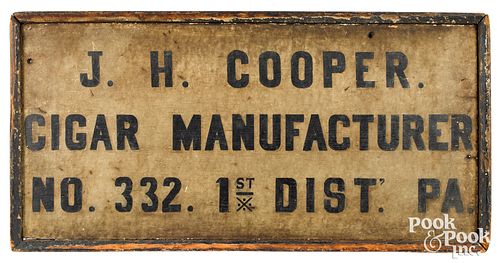 J. H. COOPER.
CIGAR MANUFACTURER
NO. 332. 1ST DIST. PA.
Pook
& Pook
Inc